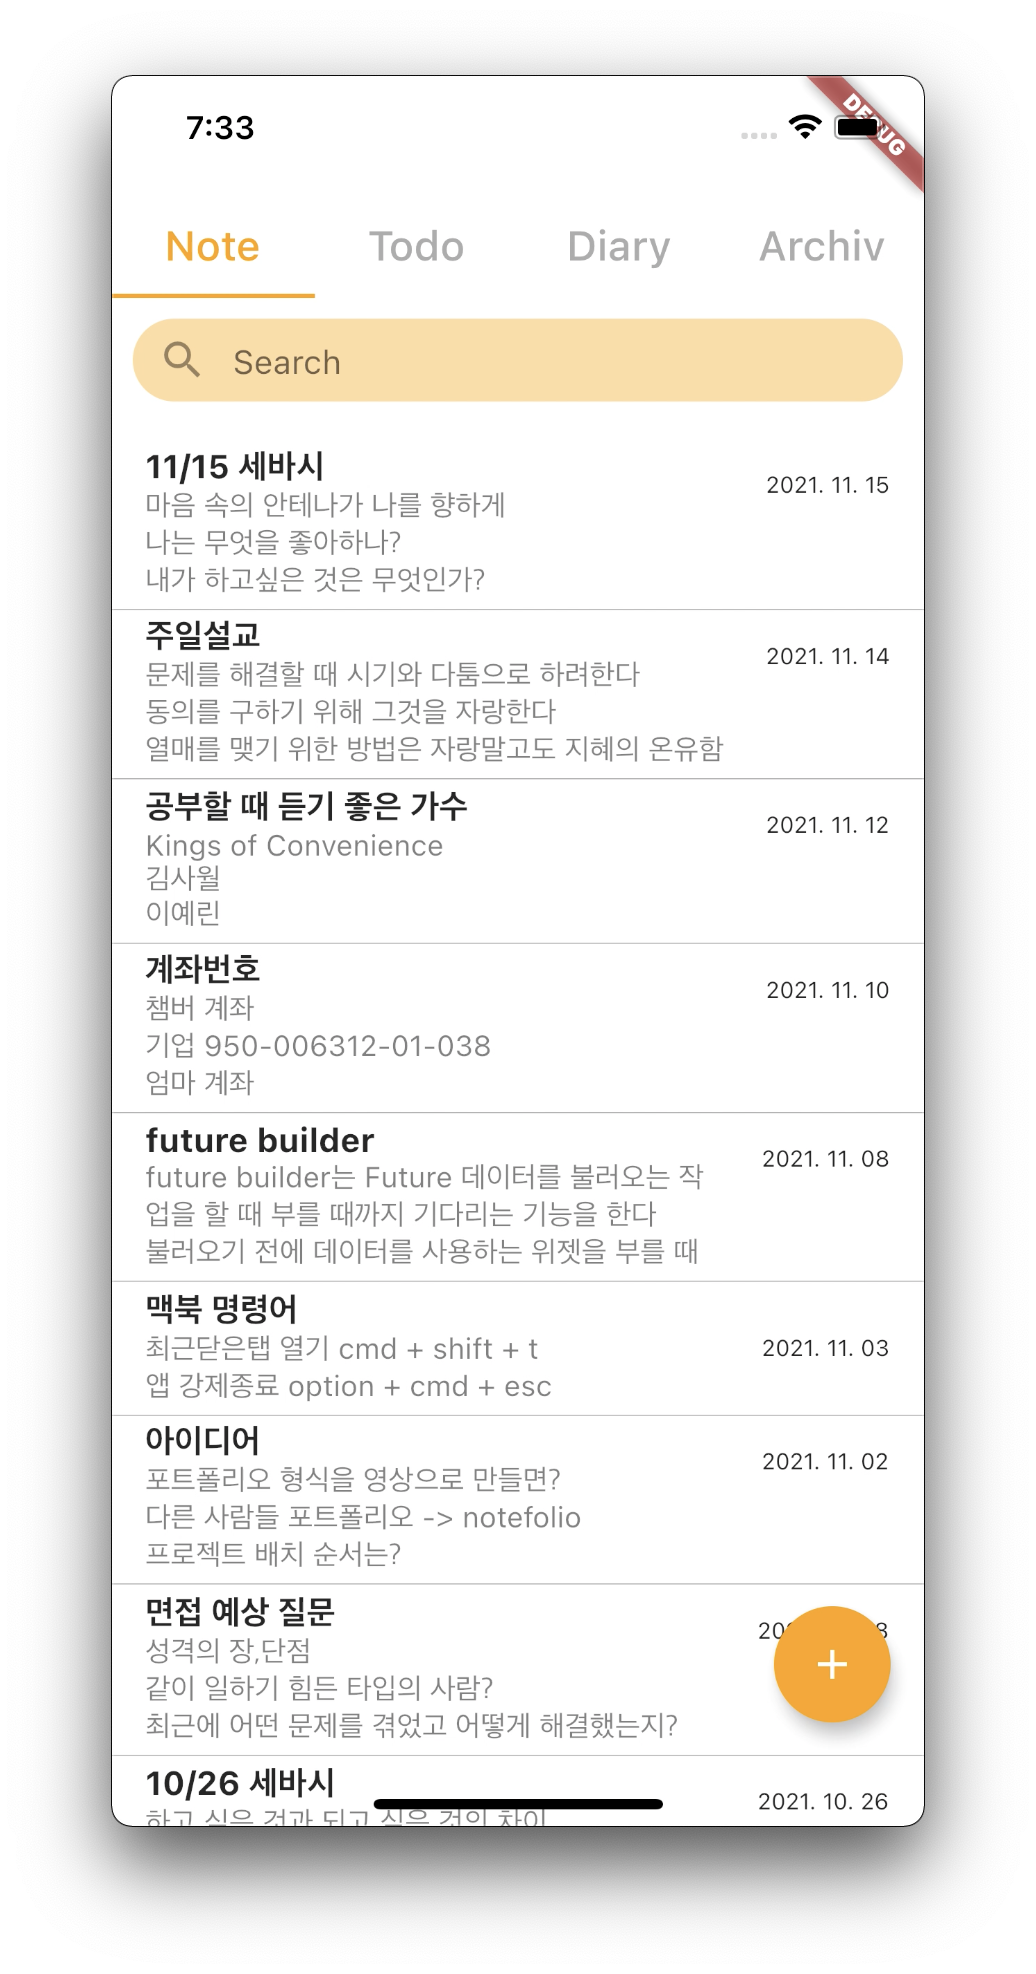 7:33
DEBUG
Note Todo Diary Archiv
Search
11/15 세바시
2021. 11. 15
마음 속의 안테나가 나를 향하게
나는 무엇을 좋아하나?
내가 하고싶은 것은 무엇인가?
주일설교
2021. 11. 14
문제를 해결할 때 시기와 다툼으로 하려한다
동의를 구하기 위해 그것을 자랑한다
열매를 맺기 위한 방법은 자랑말고도 지혜의 온유함
공부할 때 듣기 좋은 가수
2021. 11. 12
Kings of Convenience
김사월
이예린
계좌번호
2021. 11. 10
챔버 계좌
기업 950-006312-01-038
엄마 계좌
future builder
2021. 11. 08
future builder는 Future 데이터를 불러오는 작
업을 할 때 부를 때까지 기다리는 기능을 한다
불러오기 전에 데이터를 사용하는 위젯을 부를 때
맥북 명령어
최근닫은탭 열기 cmd + shift + t
2021. 11. 03
앱 강제종료 option + cmd + esc
아이디어
2021. 11. 02
포트폴리오 형식을 영상으로 만들면?
다른 사람들 포트폴리오 -> notefolio
프로젝트 배치 순서는?
면접 예상 질문
성격의 장,단점
같이 일하기 힘든 타입의 사람?
최근에 어떤 문제를 겪었고 어떻게 해결했는지?
10/26 세바시
2021. 10. 26
하고 싶은 것과 되고 싶은 것의 차이